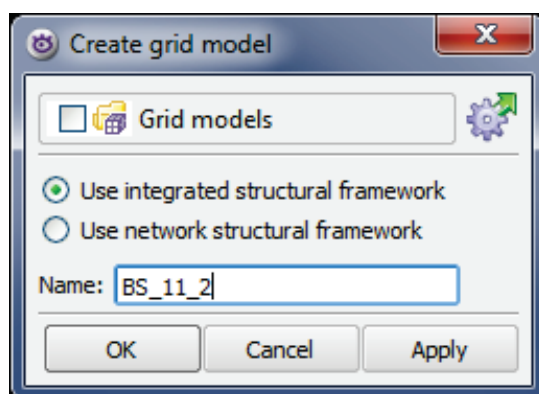 Create grid model
Grid models
Use integrated structural framework
Use network structural framework
Name: BS_11_2
OK Cancel Apply